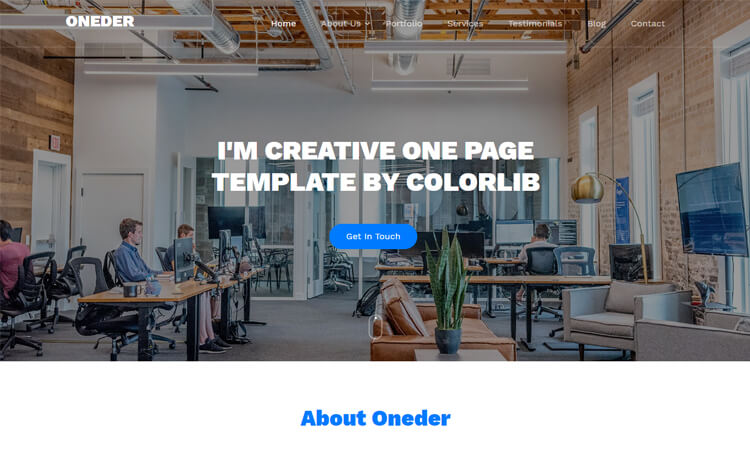 ONEDER
Home About Us Portfolio Services Testimonials Blog Contact
I'M CREATIVE ONE PAGE
TEMPLATE BY COLORLIB
Get In Touch
About Oneder